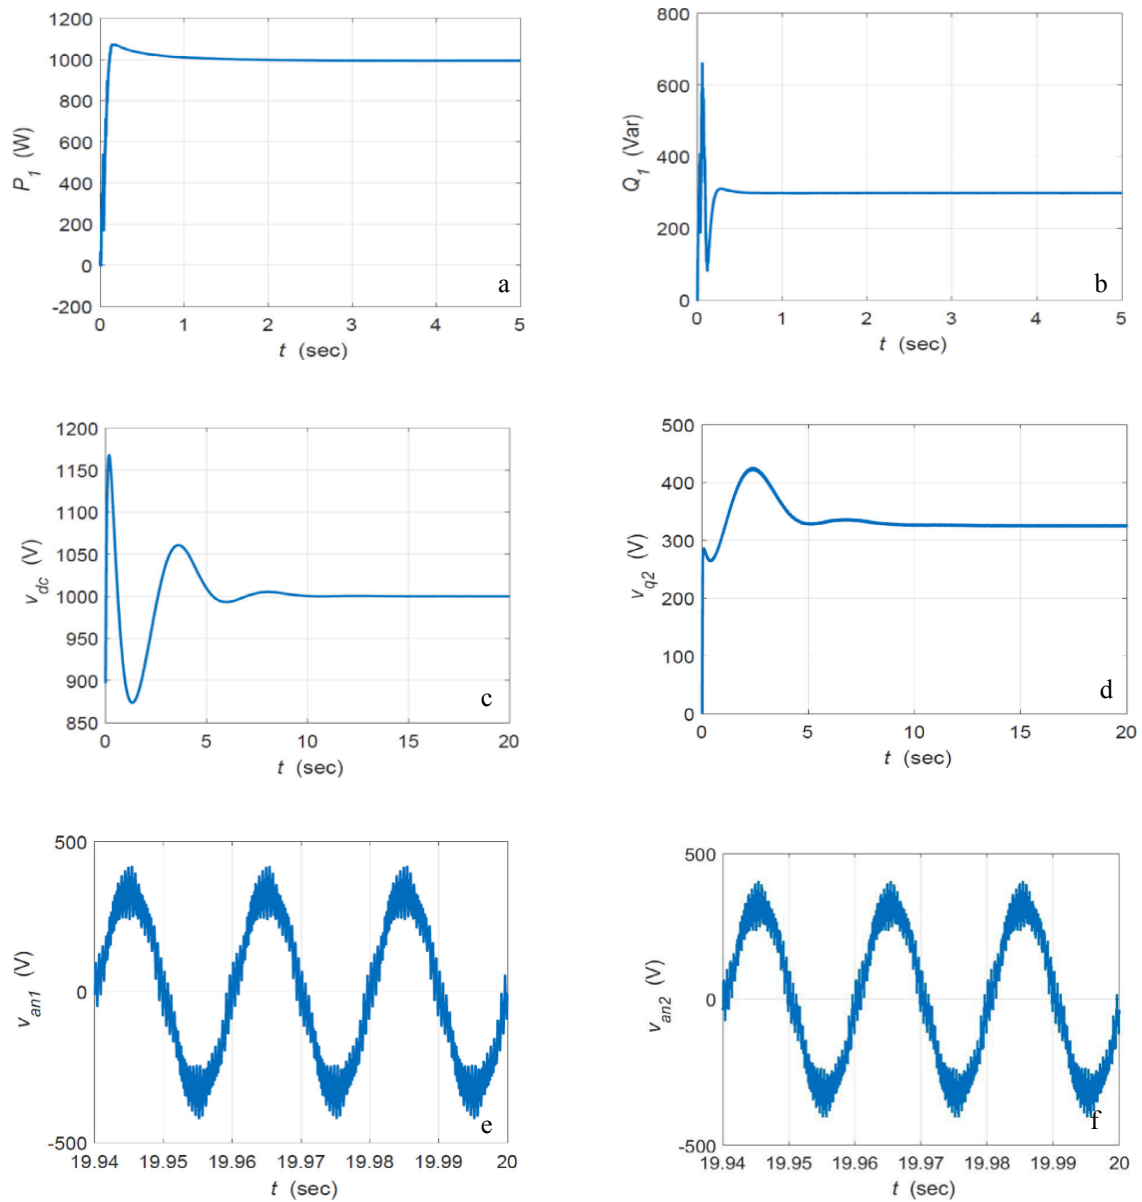 1200
1000
800
600
400
200
0
-200
P1 (W)
0 1 2 3 4 5
t (sec)
a
800
600
400
200
0
Q1 (Var)
0 1 2 3 4 5
t (sec)
b
1200
1150
1100
1050
1000
950
900
850
vdc (V)
0 5 10 15 20
t (sec)
c
500
400
300
200
100
0
vq2 (V)
0 5 10 15 20
t (sec)
d
500
0
-500
van1 (V)
19.94 19.95 19.96 19.97 19.98 19.99 20
t (sec)
e
500
0
-500
van2 (V)
19.94 19.95 19.96 19.97 19.98 19.99 20
t (sec)
f